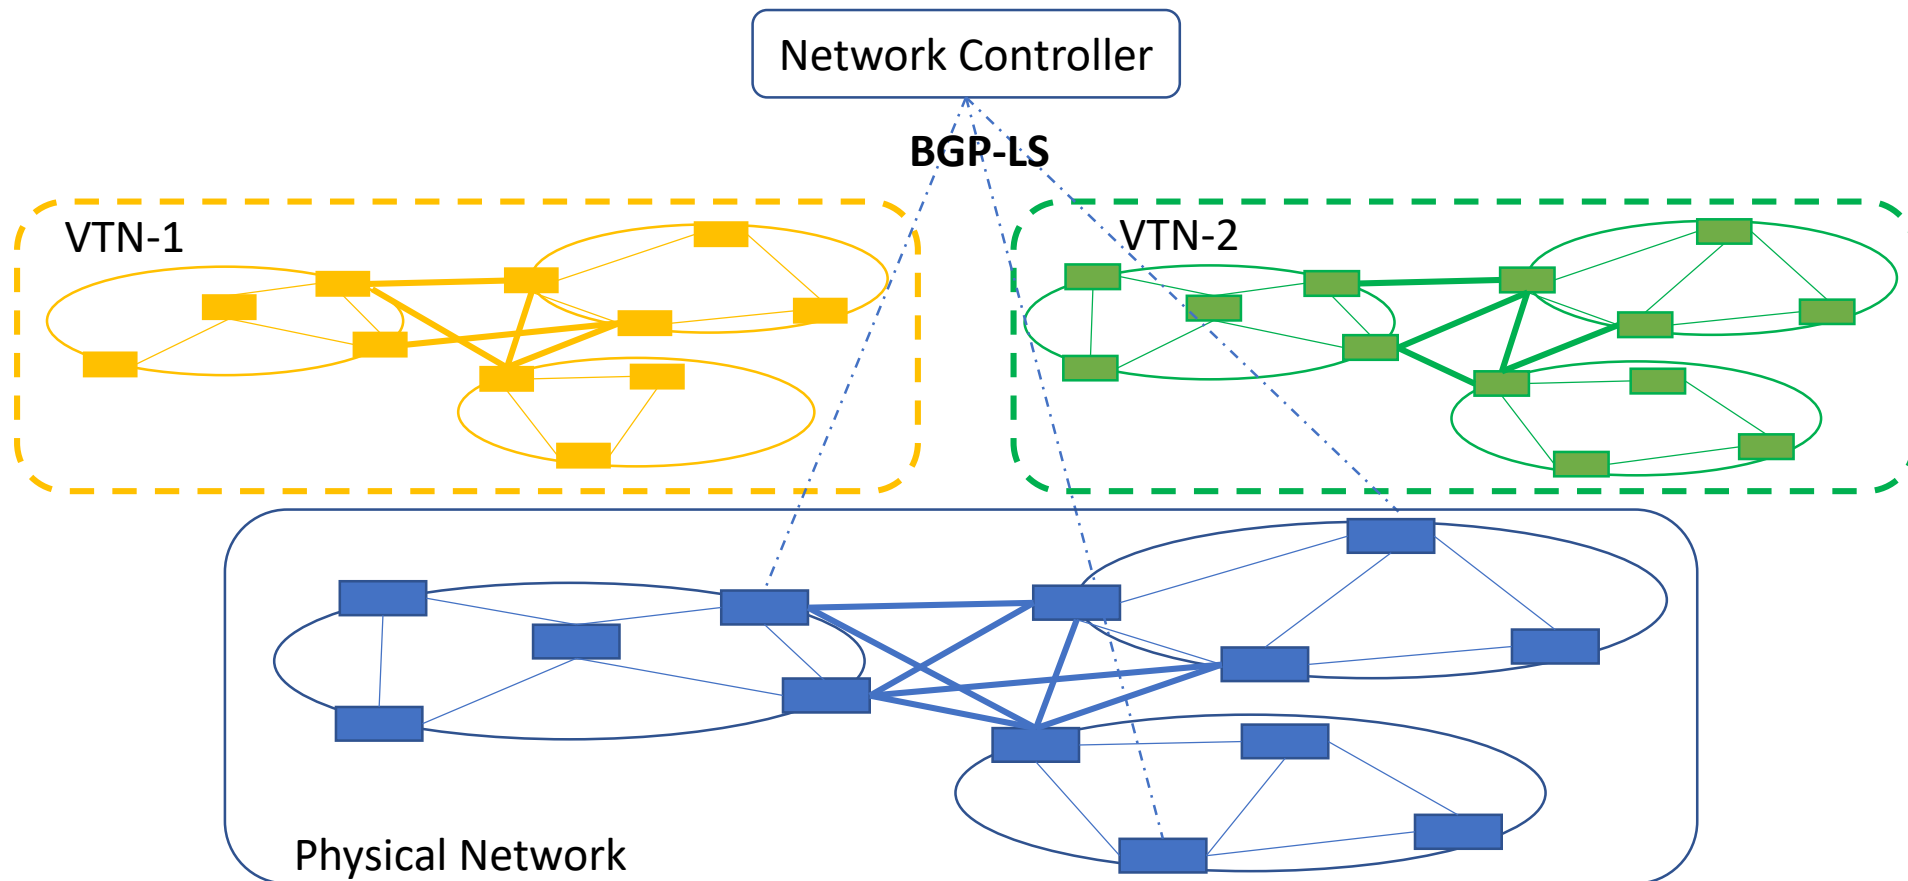 Network Controller
BGP-LS
VTN-1
VTN-2
Physical Network